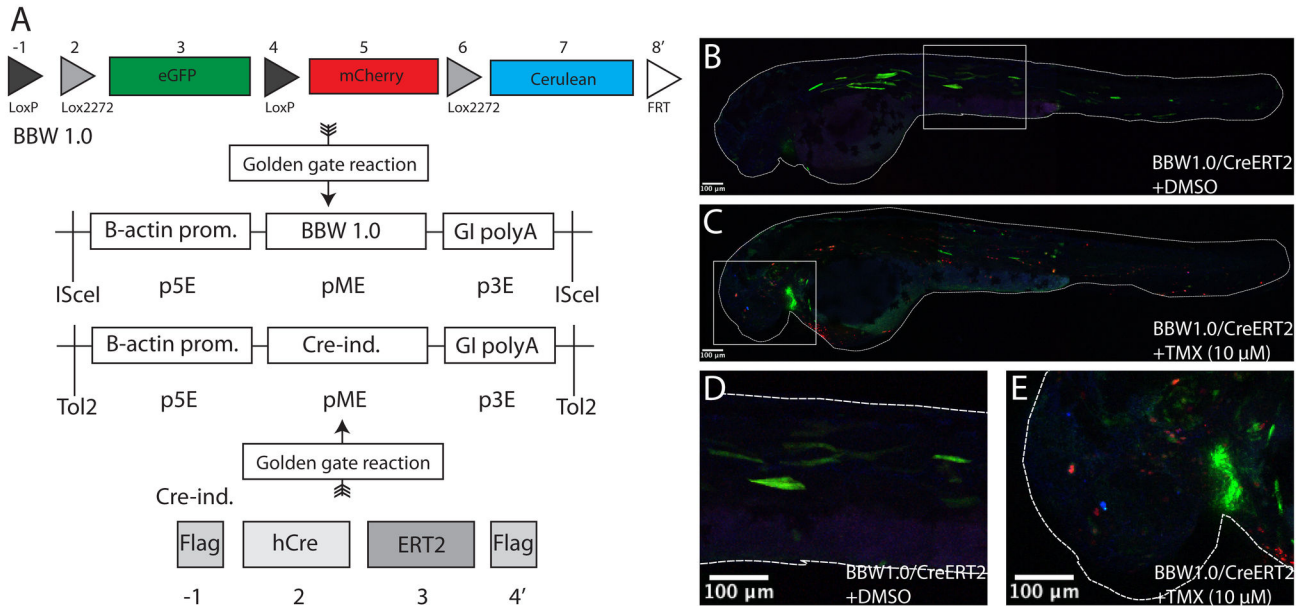 A
-1 2 3 4 5 6 7 8'
eGFP mCherry Cerulean
LoxP Lox2272 LoxP Lox2272 FRT
BBW 1.0
Golden gate reaction
B-actin prom. BBW 1.0 GI polyA
ISceI p5E pME p3E ISceI
B-actin prom. Cre-ind. GI polyA
Tol2 p5E pME p3E Tol2
Golden gate reaction
Cre-ind.
Flag hCre ERT2 Flag
-1 2 3 4'
B
BBW1.0/CreERT2
+DMSO
100 µm
C
BBW1.0/CreERT2
+TMX (10 µM)
100 µm
D
BBW1.0/CreERT2
+DMSO
100 µm
E
BBW1.0/CreERT2
+TMX (10 µM)
100 µm